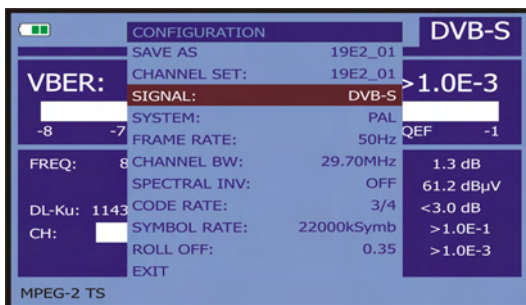 DVB-S
CONFIGURATION
SAVE AS 19E2_01
CHANNEL SET: 19E2_01
SIGNAL: DVB-S
SYSTEM: PAL
FRAME RATE: 50Hz
CHANNEL BW: 29.70MHz
SPECTRAL INV: OFF
CODE RATE: 3/4
SYMBOL RATE: 22000kSymb
ROLL OFF: 0.35
EXIT
VBER: >1.0E-3
-8 -7 QEF -1
FREQ: 8 1.3 dB
61.2 dBµV
DL-Ku: 1143 <3.0 dB
CH: >1.0E-1
>1.0E-3
MPEG-2 TS